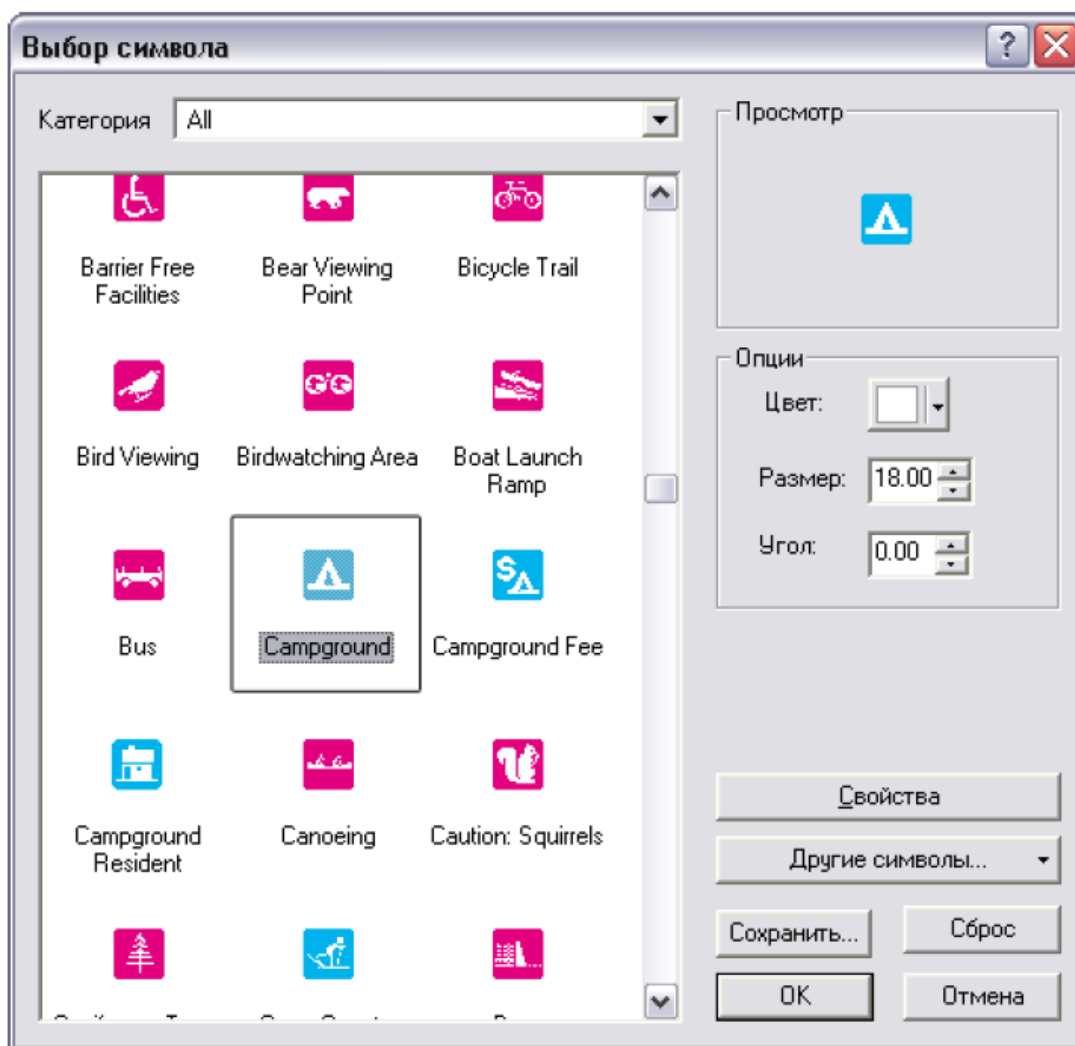 Выбор символа
Категория All
Просмотр
Barrier Free
Facilities
Bear Viewing
Point
Bicycle Trail
Опции
Цвет:
Bird Viewing
Birdwatching Area
Boat Launch
Ramp
Размер: 18.00
Угол: 0.00
Bus
Campground
Campground Fee
Campground
Resident
Canoeing
Caution: Squirrels
Свойства
Другие символы...
Сохранить...
Сброс
OK
Отмена